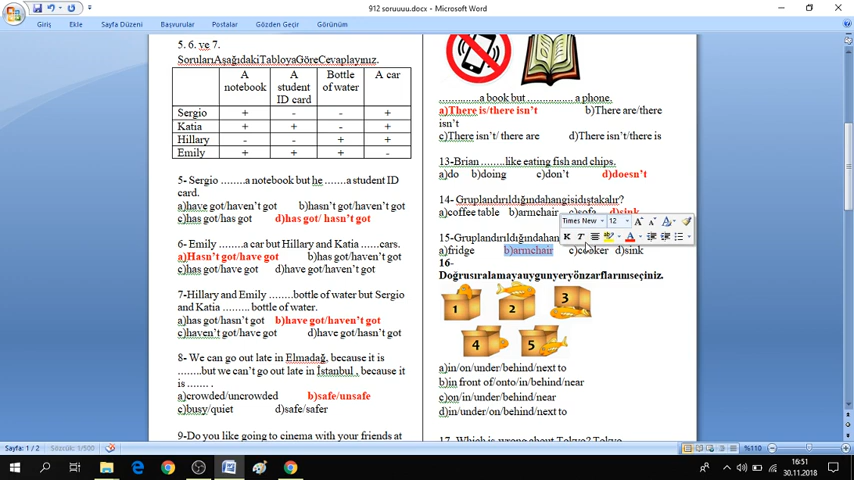 912 soruuuu.docx - Microsoft Word
Giriş Ekle Sayfa Düzeni Başvurular Postalar Gözden Geçir Görünüm
5. 6. ve 7.
SorularıAşağıdakiTabloyaGöreCevaplayınız.
A notebook A student ID card Bottle of water A car
Sergio + - - +
Katia + + - +
Hillary - - + +
Emily + + + -
5- Sergio ........a notebook but he .......a student ID
card.
a)have got/haven't got b)hasn't got/haven't got
c)has got/has got d)has got/ hasn't got
6- Emily ........a car but Hillary and Katia ......cars.
a)Hasn't got/have got b)has got/haven't got
c)has got/have got d)have got/haven't got
7-Hillary and Emily .......bottle of water but Sergio
and Katia ......... bottle of water.
a)has got/hasn't got b)have got/haven't got
c)haven't got/have got d)have got/hasn't got
8- We can go out late in Elmadağ, because it is
........but we can't go out late in İstanbul , because it
is ....... .
a)crowded/uncrowded b)safe/unsafe
c)busy/quiet d)safe/safer
9-Do you like going to cinema with your friends at
..............a book but ................ a phone.
a)There is/there isn't b)There are/there
isn't
c)There isn't/ there are d)There isn't/there is
13-Brian ........like eating fish and chips.
a)do b)doing c)don't d)doesn't
14- Gruplandırıldığındahangisidıştakalır?
a)coffee table b)armchair c)sofa d)sink
Times New 12
15-Gruplandırıldığındahan
K T
a)fridge b)armchair c)cooker d)sink
16-
Doğrusıralamayauygunyerönzarflarınıseçiniz.
1 2 3
4 5
a)in/on/under/behind/next to
b)in front of/onto/in/behind/near
c)on/in/under/behind/near
d)in/under/on/behind/next to
17- Which is wrong about Tokyo? Tokyo
Sayfa: 1 / 2 Sözcük: 1/500 %110
16:51
30.11.2018